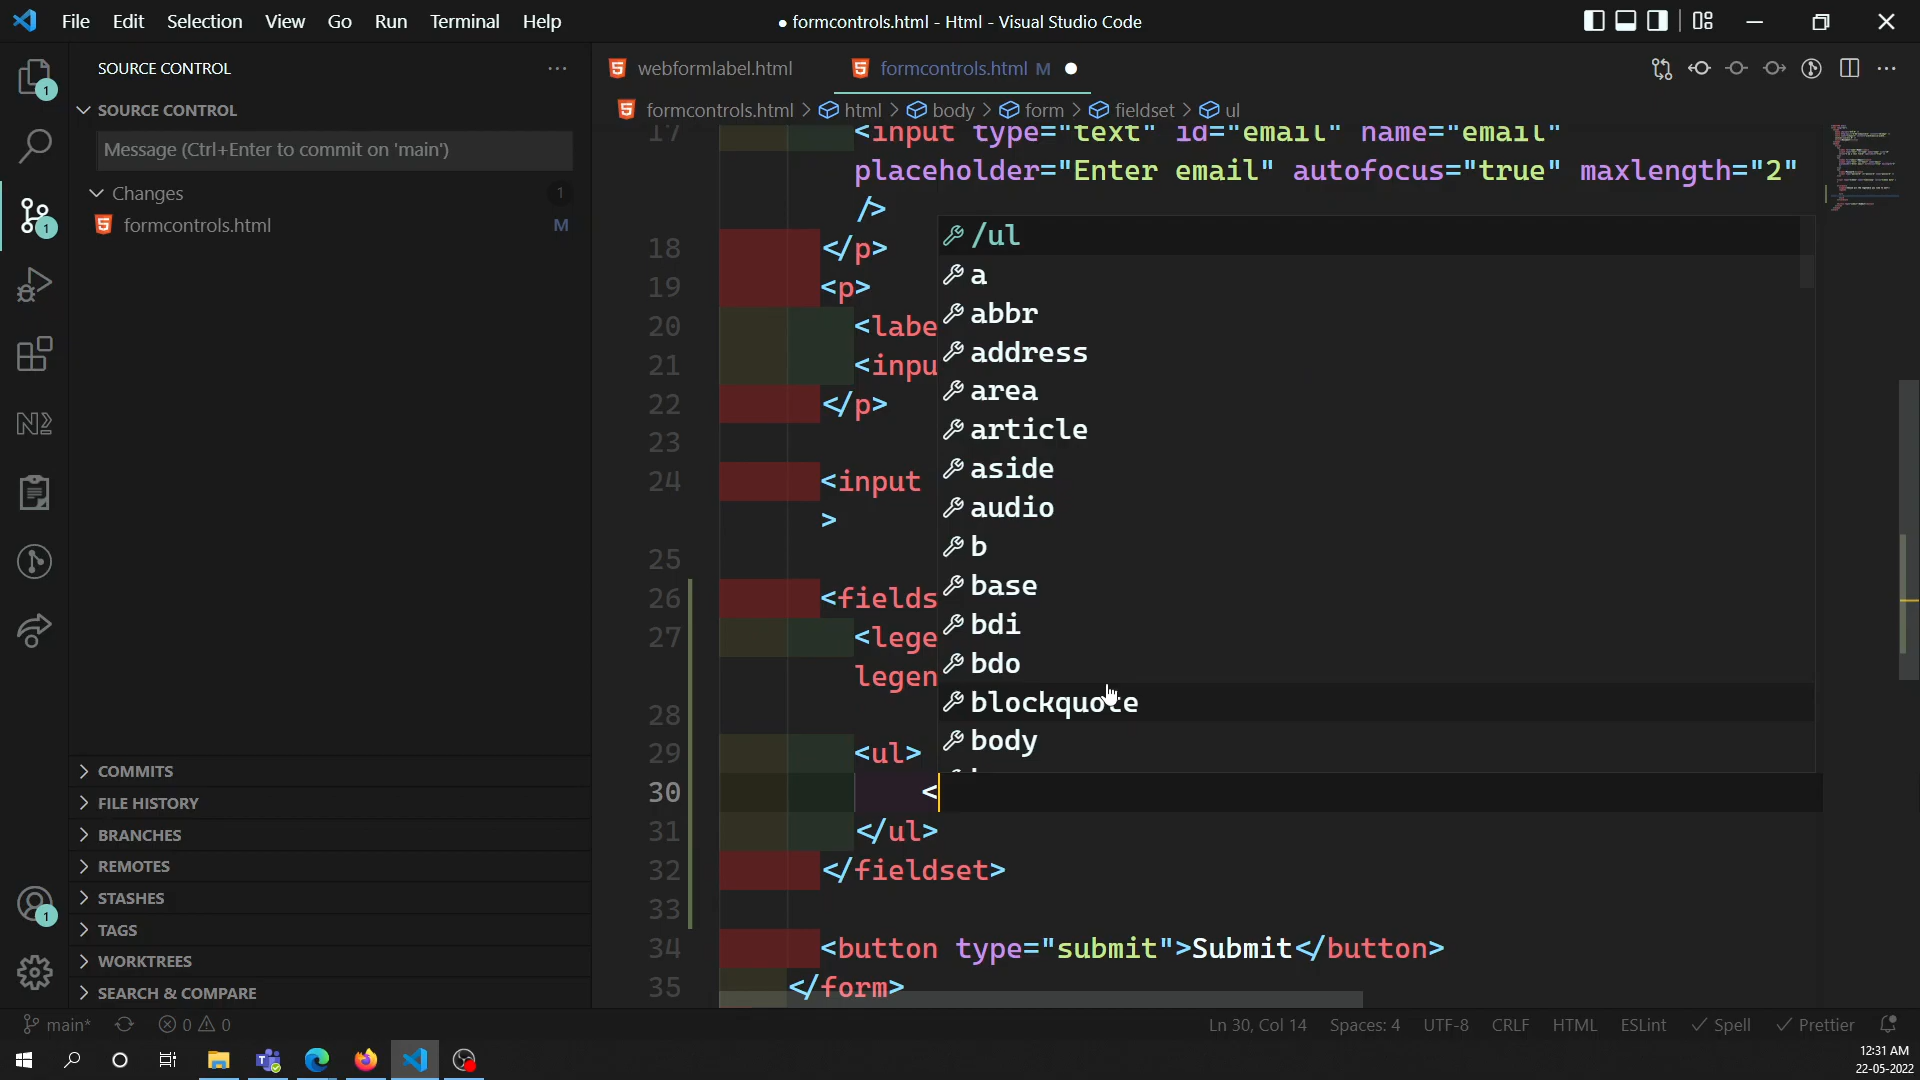 File Edit Selection View Go Run Terminal Help
● formcontrols.html - Html - Visual Studio Code
SOURCE CONTROL
webformlabel.html
formcontrols.html M
SOURCE CONTROL
formcontrols.html > html > body > form > fieldset > ul
Message (Ctrl+Enter to commit on 'main')
Changes 1
formcontrols.html M
COMMITS
FILE HISTORY
BRANCHES
REMOTES
STASHES
TAGS
WORKTREES
SEARCH & COMPARE
17 <input type="text" id="email" name="email"
placeholder="Enter email" autofocus="true" maxlength="2"
/>
18 </p>
19 <p>
20 <labe
21 <inpu
22 </p>
23
24 <input
>
25
26 <fields
27 <lege
legen
28
29 <ul>
30 <
31 </ul>
32 </fieldset>
33
34 <button type="submit">Submit</button>
35 </form>
/ul
a
abbr
address
area
article
aside
audio
b
base
bdi
bdo
blockquote
body
main* 0 0
Ln 30, Col 14 Spaces: 4 UTF-8 CRLF HTML ESLint Spell Prettier
12:31 AM
22-05-2022